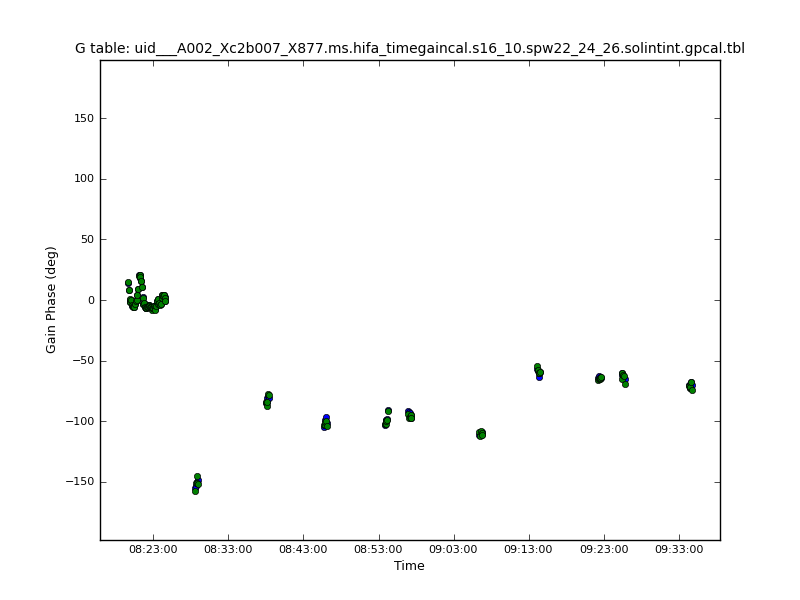 G table: uid___A002_Xc2b007_X877.ms.hifa_timegaincal.s16_10.spw22_24_26.solintint.gpcal.tbl
150
100
50
0
−50
−100
−150
Gain Phase (deg)
08:23:00 08:33:00 08:43:00 08:53:00 09:03:00 09:13:00 09:23:00 09:33:00
Time